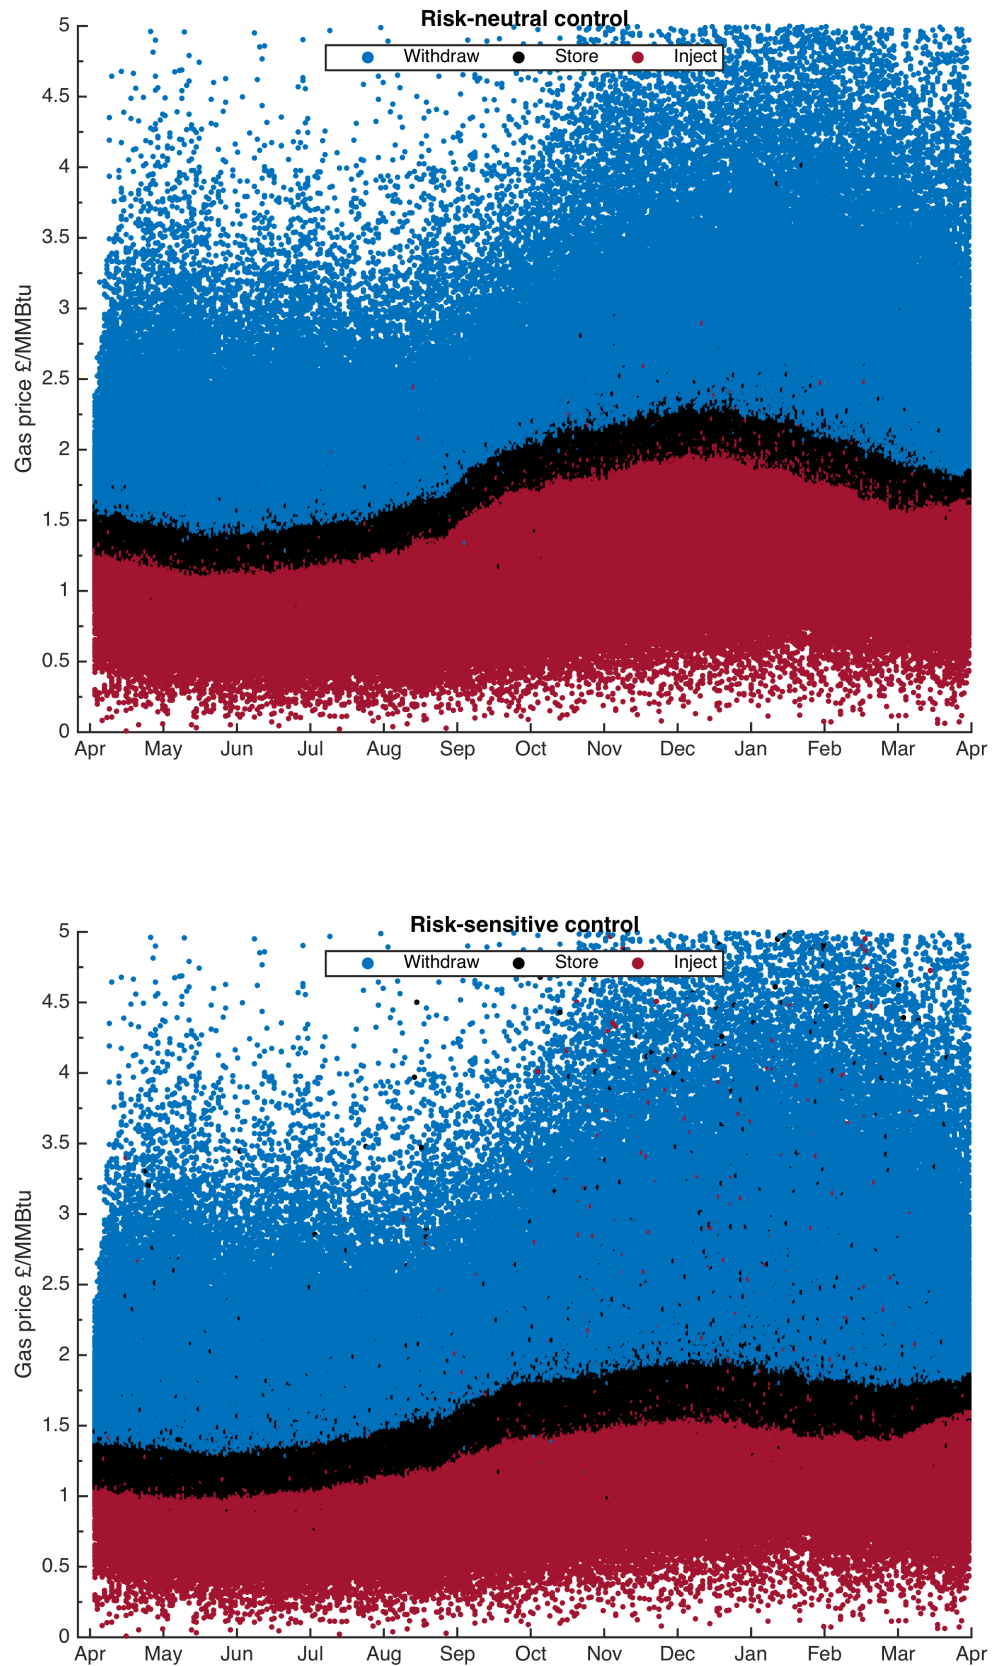 Risk-neutral control
Withdraw Store Inject
Gas price £/MMBtu
5
4.5
4
3.5
3
2.5
2
1.5
1
0.5
0
Apr May Jun Jul Aug Sep Oct Nov Dec Jan Feb Mar Apr
Risk-sensitive control
Withdraw Store Inject
Gas price £/MMBtu
5
4.5
4
3.5
3
2.5
2
1.5
1
0.5
0
Apr May Jun Jul Aug Sep Oct Nov Dec Jan Feb Mar Apr